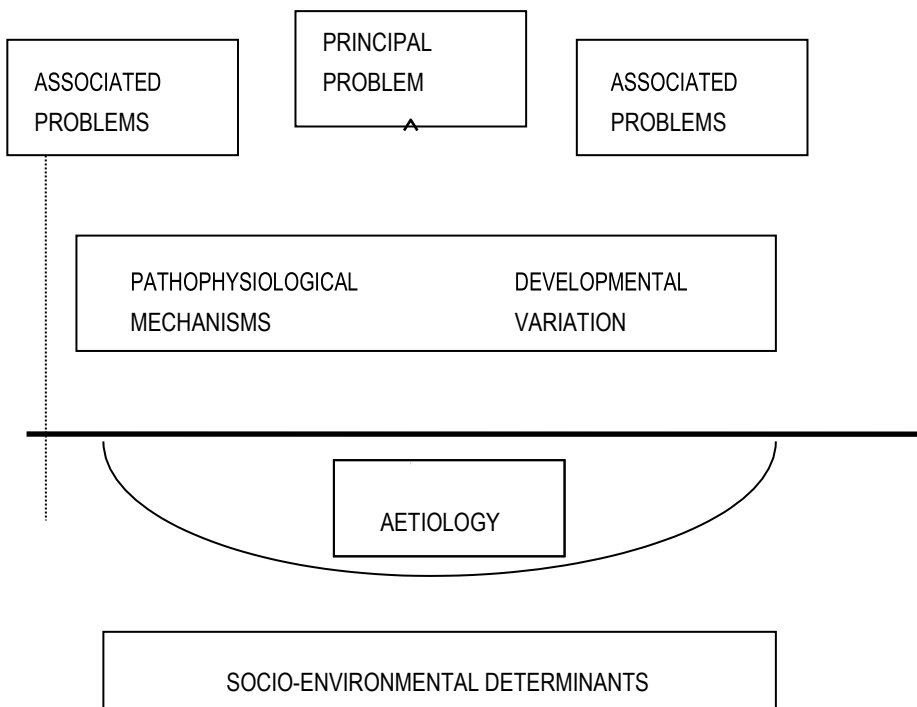 ASSOCIATED
PROBLEMS
PRINCIPAL
PROBLEM
ASSOCIATED
PROBLEMS
PATHOPHYSIOLOGICAL
MECHANISMS
DEVELOPMENTAL
VARIATION
AETIOLOGY
SOCIO-ENVIRONMENTAL DETERMINANTS